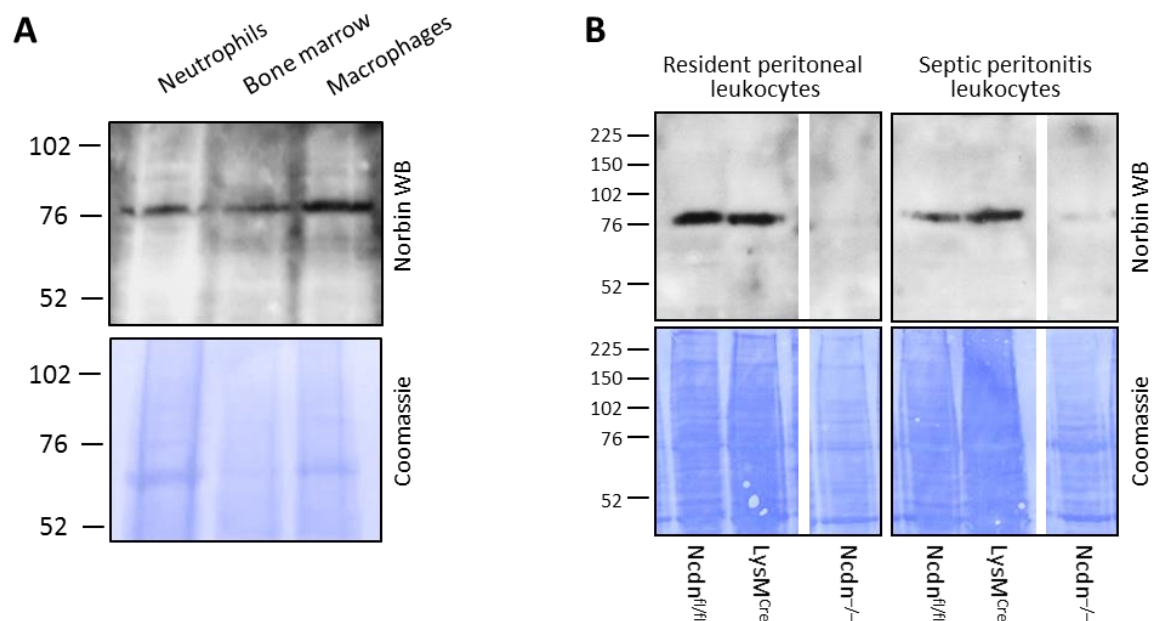 A
Neutrophils
Bone marrow
Macrophages
102
76
52
Norbin WB
102
76
52
Coomassie
B
Resident peritoneal
leukocytes
Septic peritonitis
leukocytes
225
150
102
76
52
Norbin WB
225
150
102
76
52
Coomassie
Ncdnfl/fl
LysMCre
Ncdn–/–
Ncdnfl/fl
LysMCre
Ncdn–/–